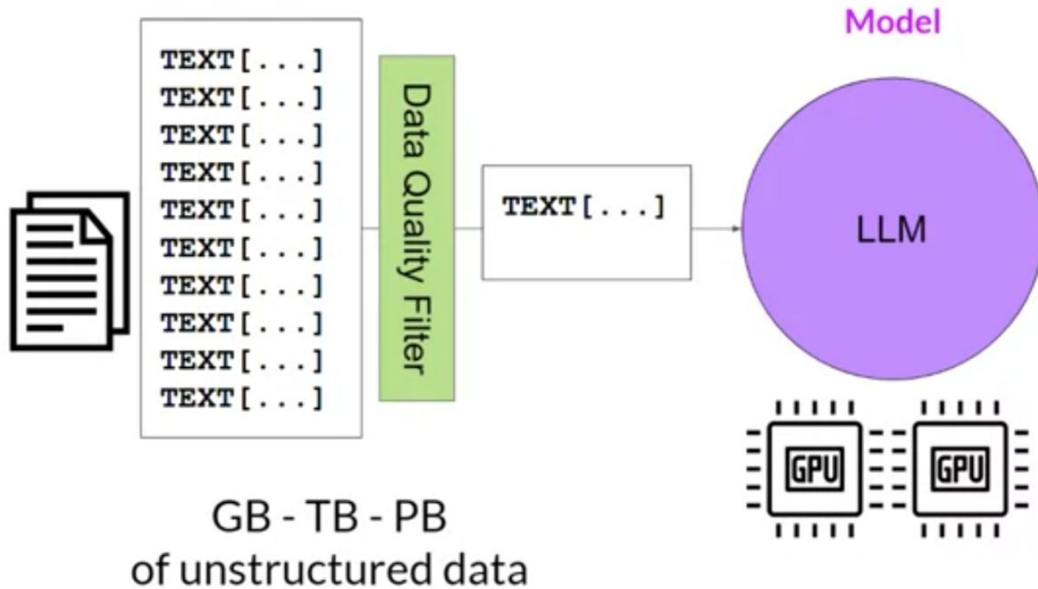 TEXT[...]
TEXT[...]
TEXT[...]
TEXT[...]
TEXT[...]
TEXT[...]
TEXT[...]
TEXT[...]
TEXT[...]
TEXT[...]
Data Quality Filter
TEXT[...]
Model
LLM
GPU
GPU
GB - TB - PB
of unstructured data